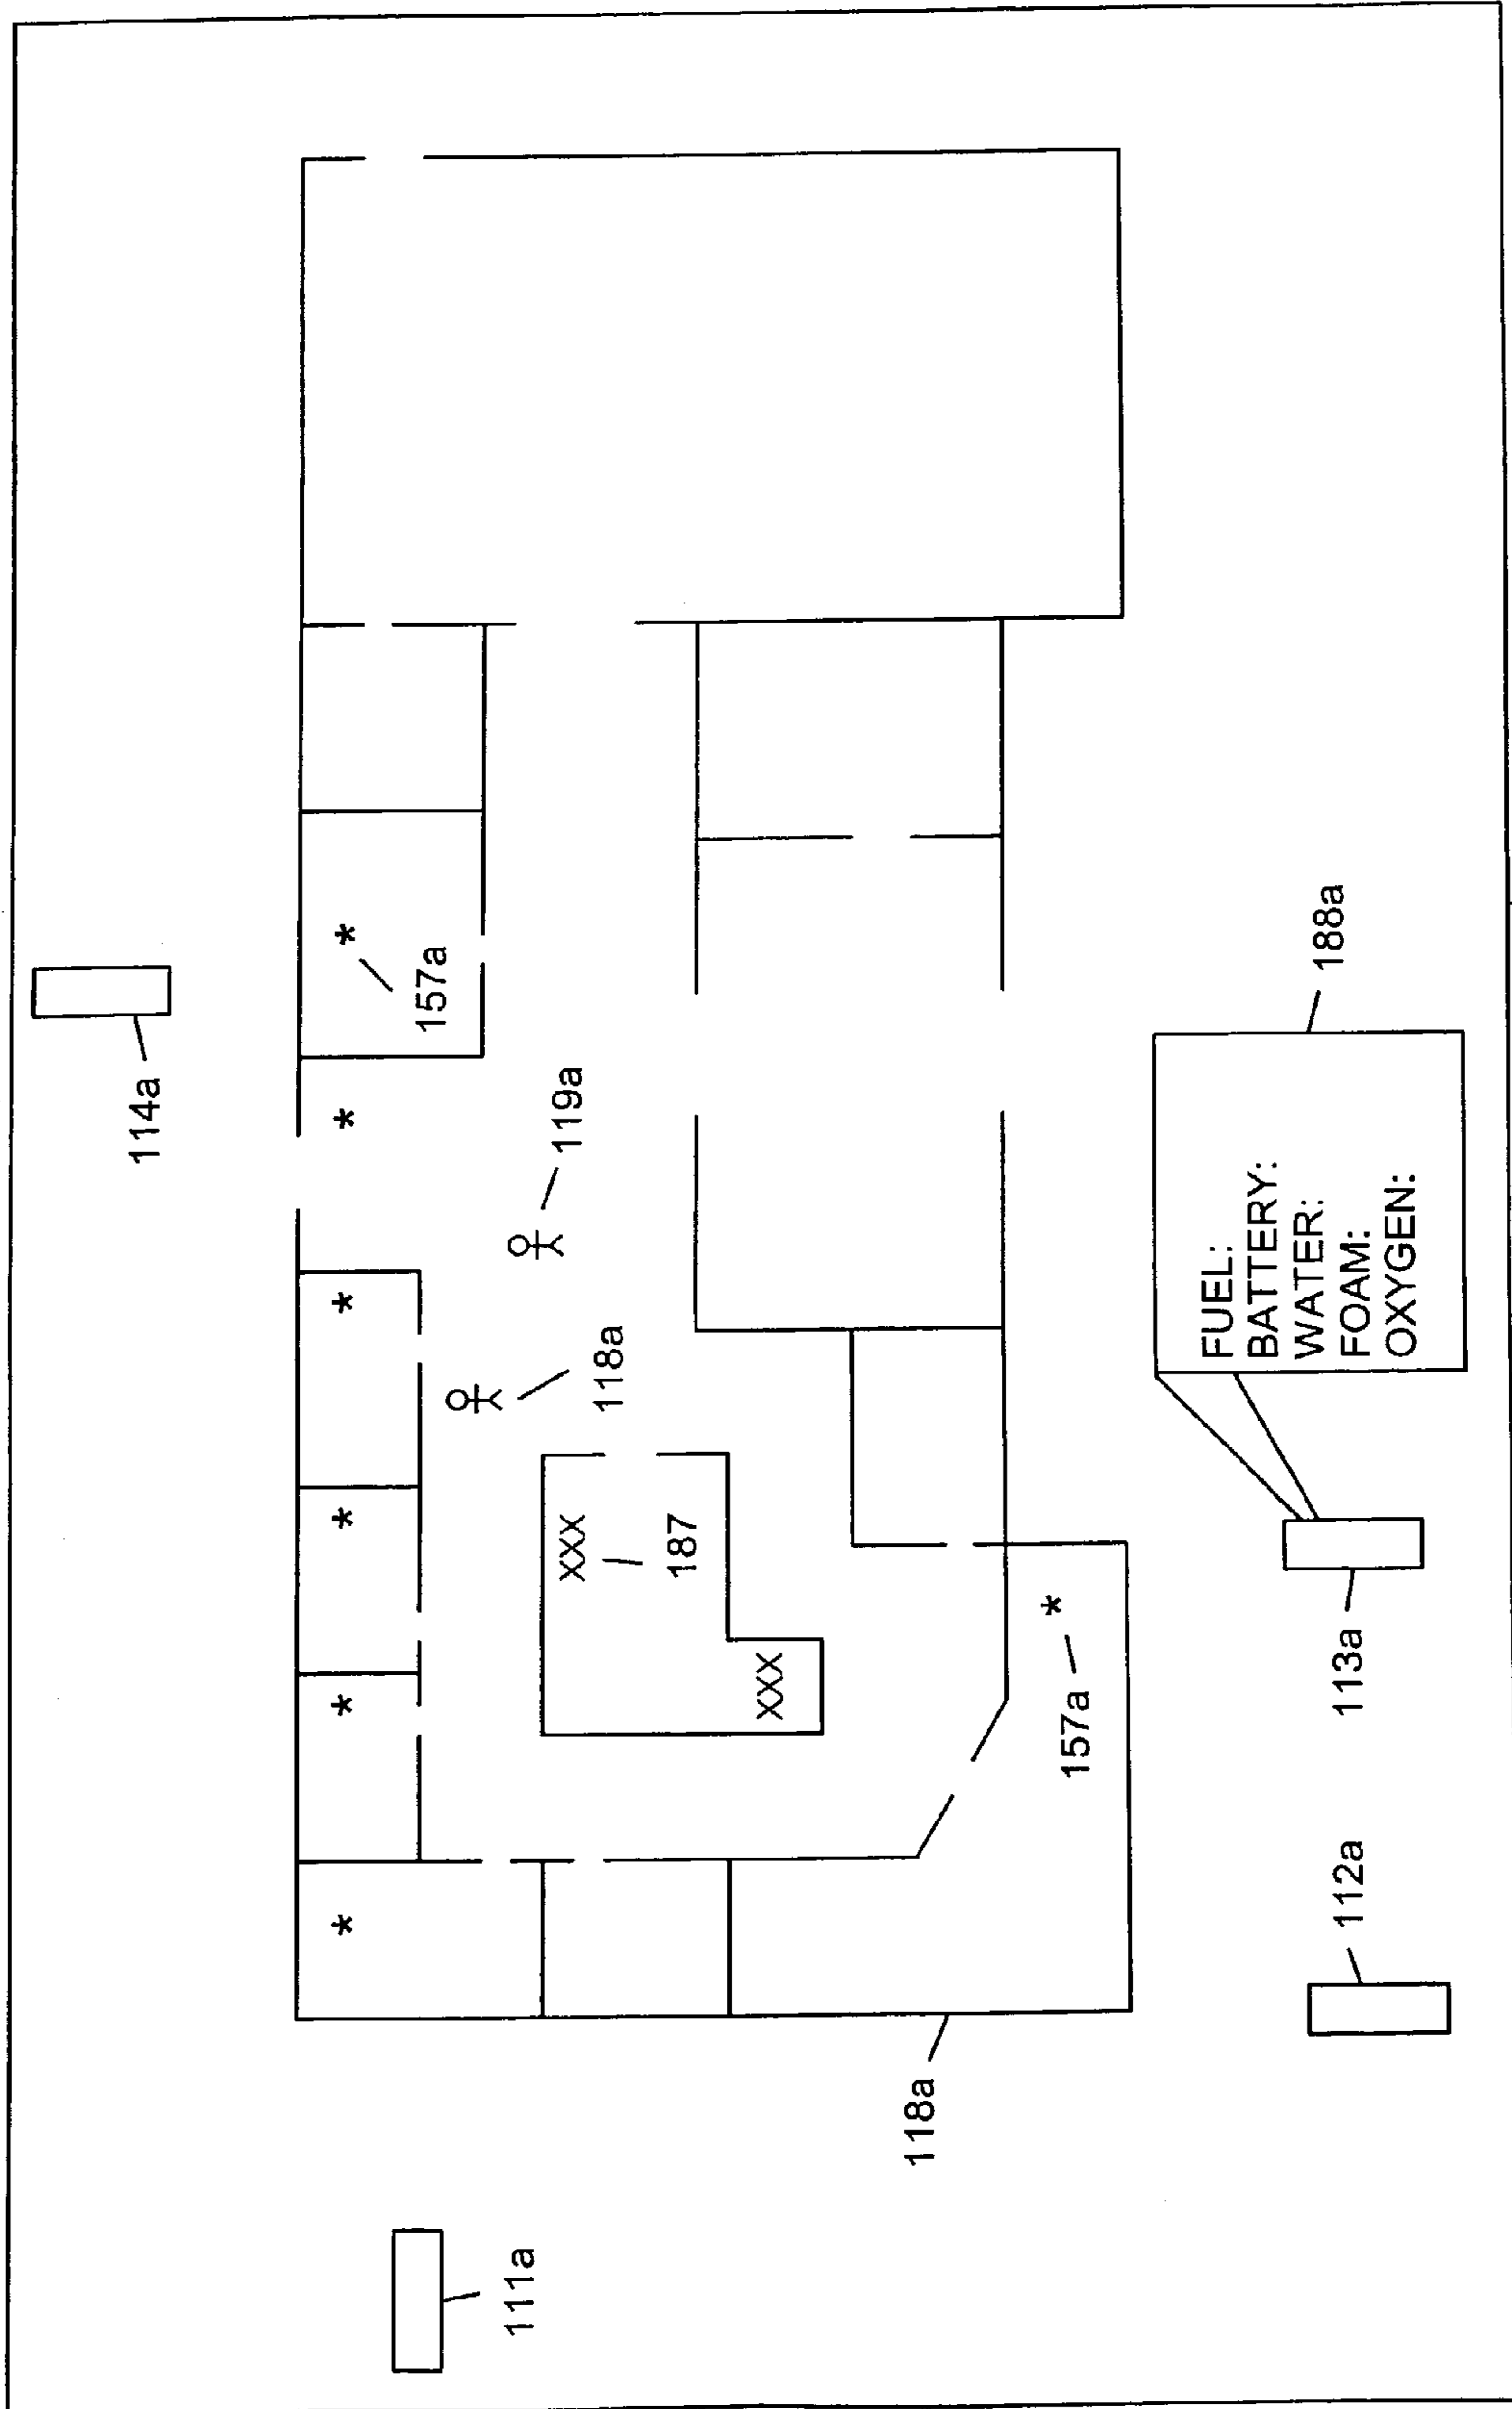 114a
157a
111a
XXX
119a
118a
187
XXX
118a
157a
FUEL:
BATTERY:
WATER:
FOAM:
OXYGEN:
188a
112a
113a